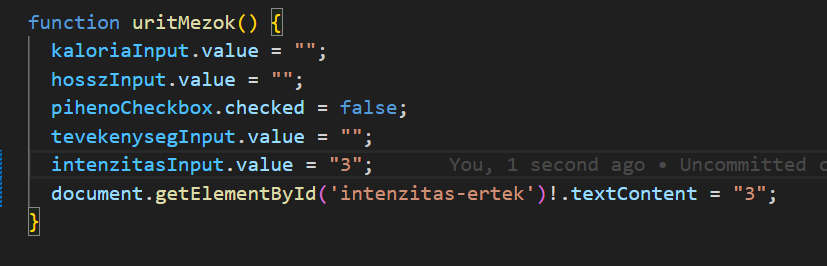 function uritMezok() {
kaloriaInput.value = "";
hosszInput.value = "";
pihenoCheckbox.checked = false;
tevekenysegInput.value = "";
intenzitasInput.value = "3"; You, 1 second ago • Uncommitted
document.getElementById('intenzitas-ertek')!.textContent = "3";
}